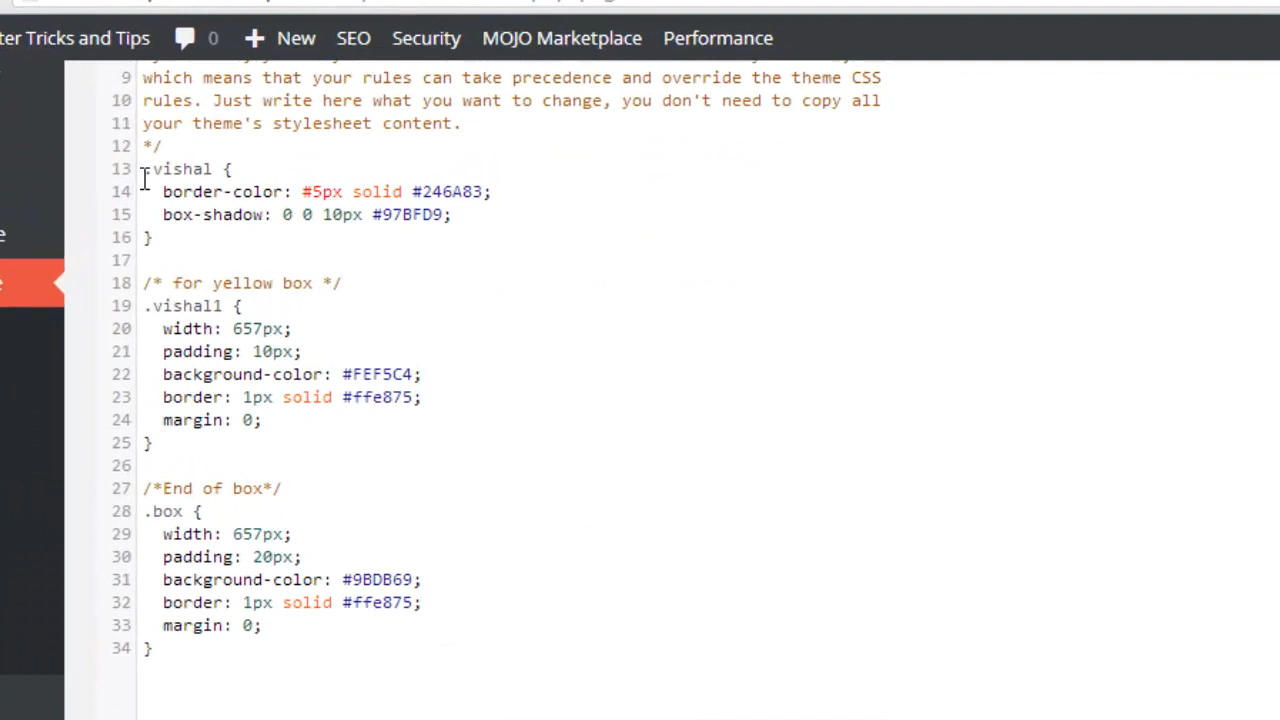 ter Tricks and Tips 0 + New SEO Security MOJO Marketplace Performance
9 which means that your rules can take precedence and override the theme CSS
10 rules. Just write here what you want to change, you don't need to copy all
11 your theme's stylesheet content.
12 */
13 .vishal {
14 border-color: #5px solid #246A83;
15 box-shadow: 0 0 10px #97BFD9;
16 }
17
18 /* for yellow box */
19 .vishal1 {
20 width: 657px;
21 padding: 10px;
22 background-color: #FEF5C4;
23 border: 1px solid #ffe875;
24 margin: 0;
25 }
26
27 /*End of box*/
28 .box {
29 width: 657px;
30 padding: 20px;
31 background-color: #9BDB69;
32 border: 1px solid #ffe875;
33 margin: 0;
34 }